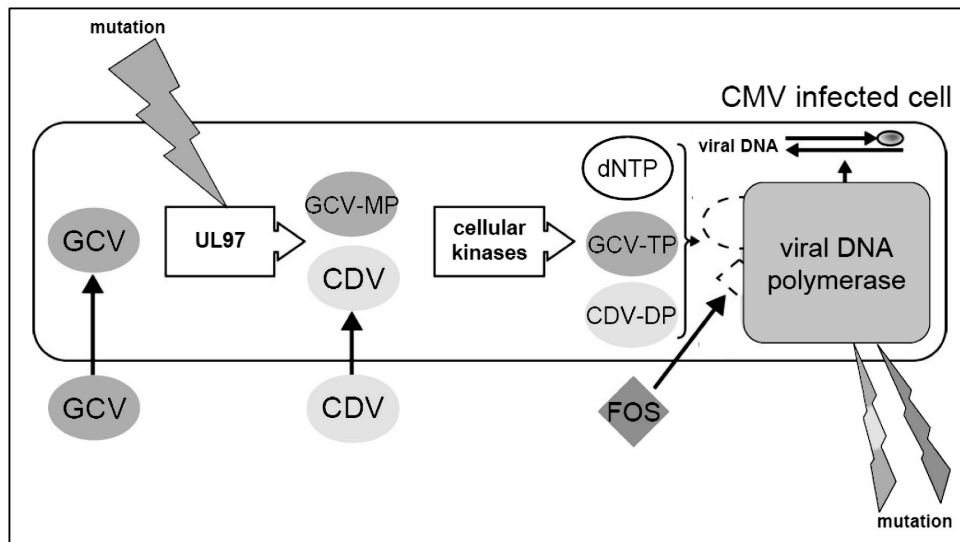 mutation
CMV infected cell
viral DNA
dNTP
GCV
UL97
GCV-MP
CDV
cellular
kinases
GCV-TP
CDV-DP
viral DNA
polymerase
GCV
CDV
FOS
mutation